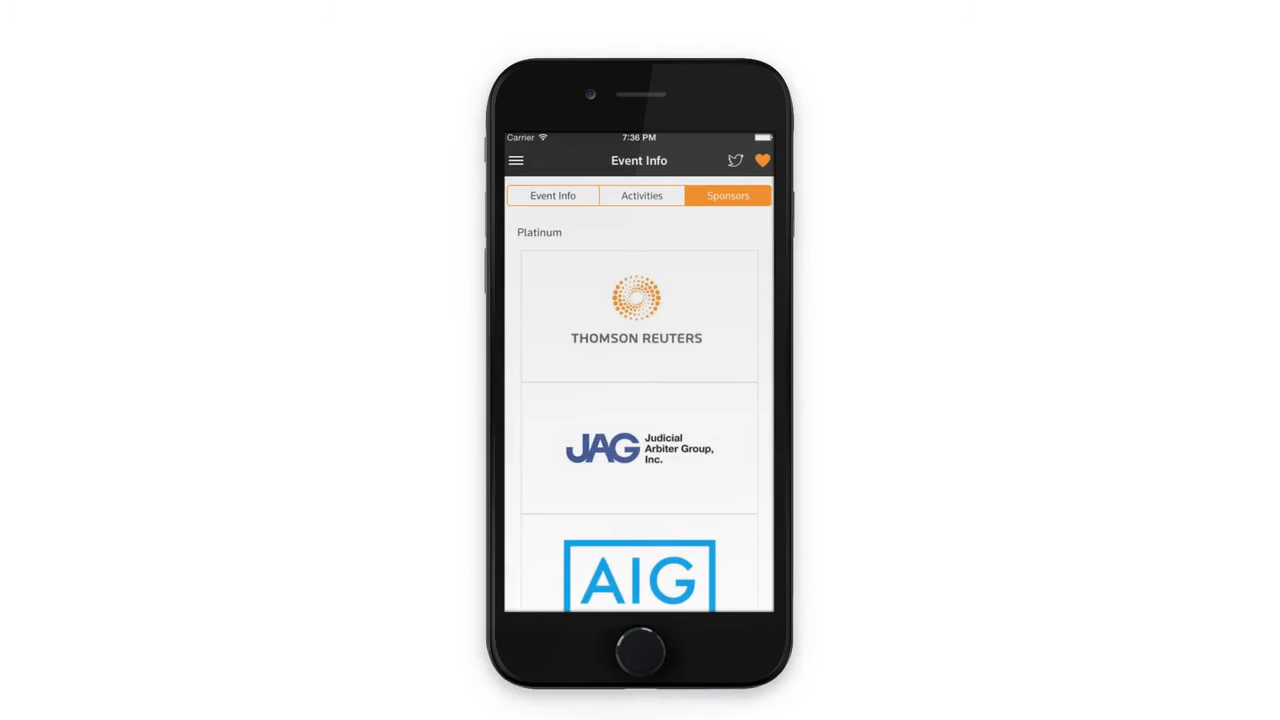 Carrier 7:36 PM
Event Info
Event Info Activities Sponsors
Platinum
THOMSON REUTERS
JAG Judicial
Arbiter Group,
Inc.
AIG